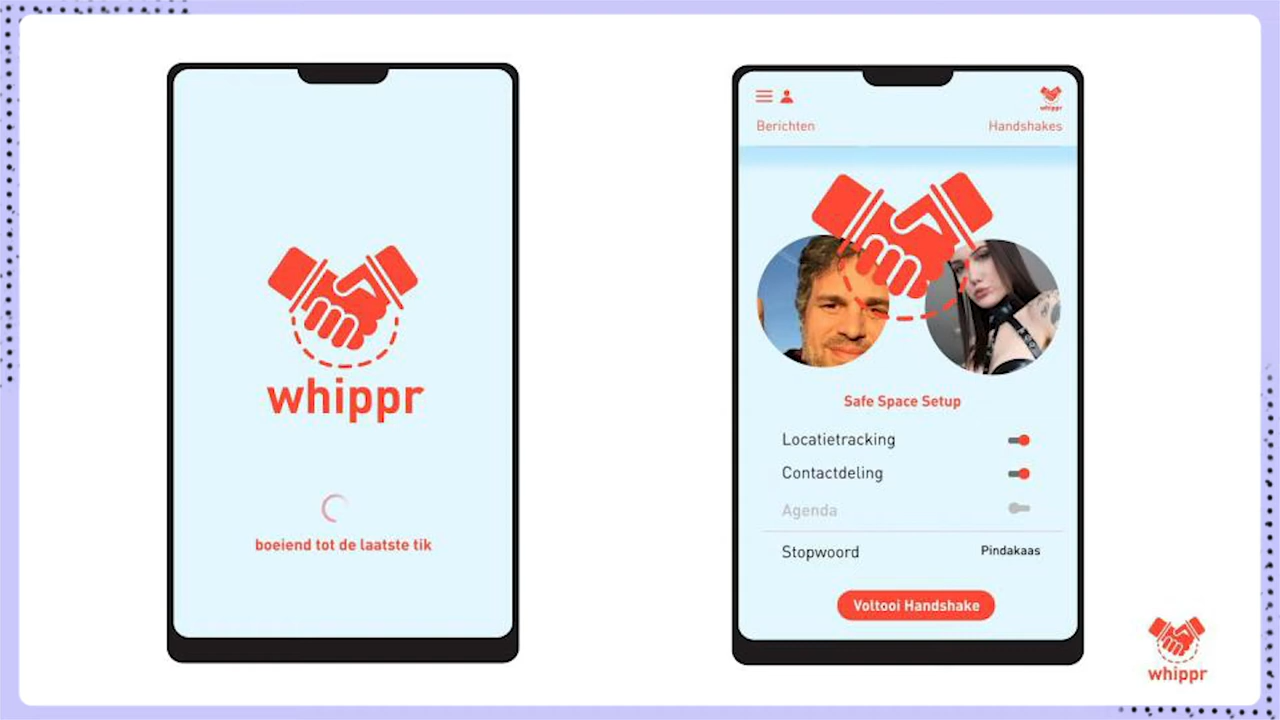 whippr
boeiend tot de laatste tik
whippr
Berichten
Handshakes
Safe Space Setup
Locatietracking
Contactdeling
Agenda
Stopwoord
Pindakaas
Voltooi Handshake
whippr